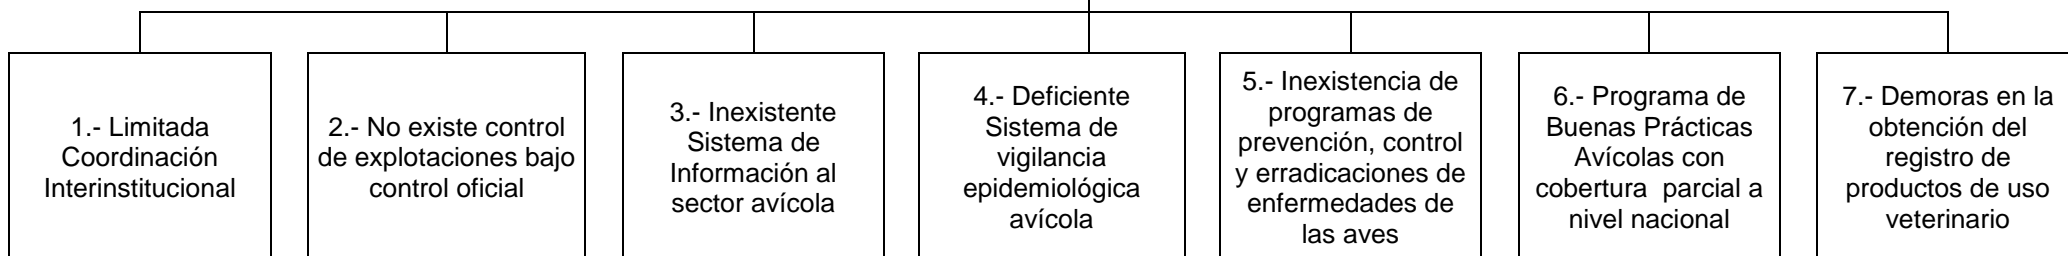 1.- Limitada
Coordinación
Interinstitucional
2.- No existe control
de explotaciones bajo
control oficial
3.- Inexistente
Sistema de
Información al
sector avícola
4.- Deficiente
Sistema de
vigilancia
epidemiológica
avícola
5.- Inexistencia de
programas de
prevención, control
y erradicaciones de
enfermedades de
las aves
6.- Programa de
Buenas Prácticas
Avícolas con
cobertura parcial a
nivel nacional
7.- Demoras en la
obtención del
registro de
productos de uso
veterinario